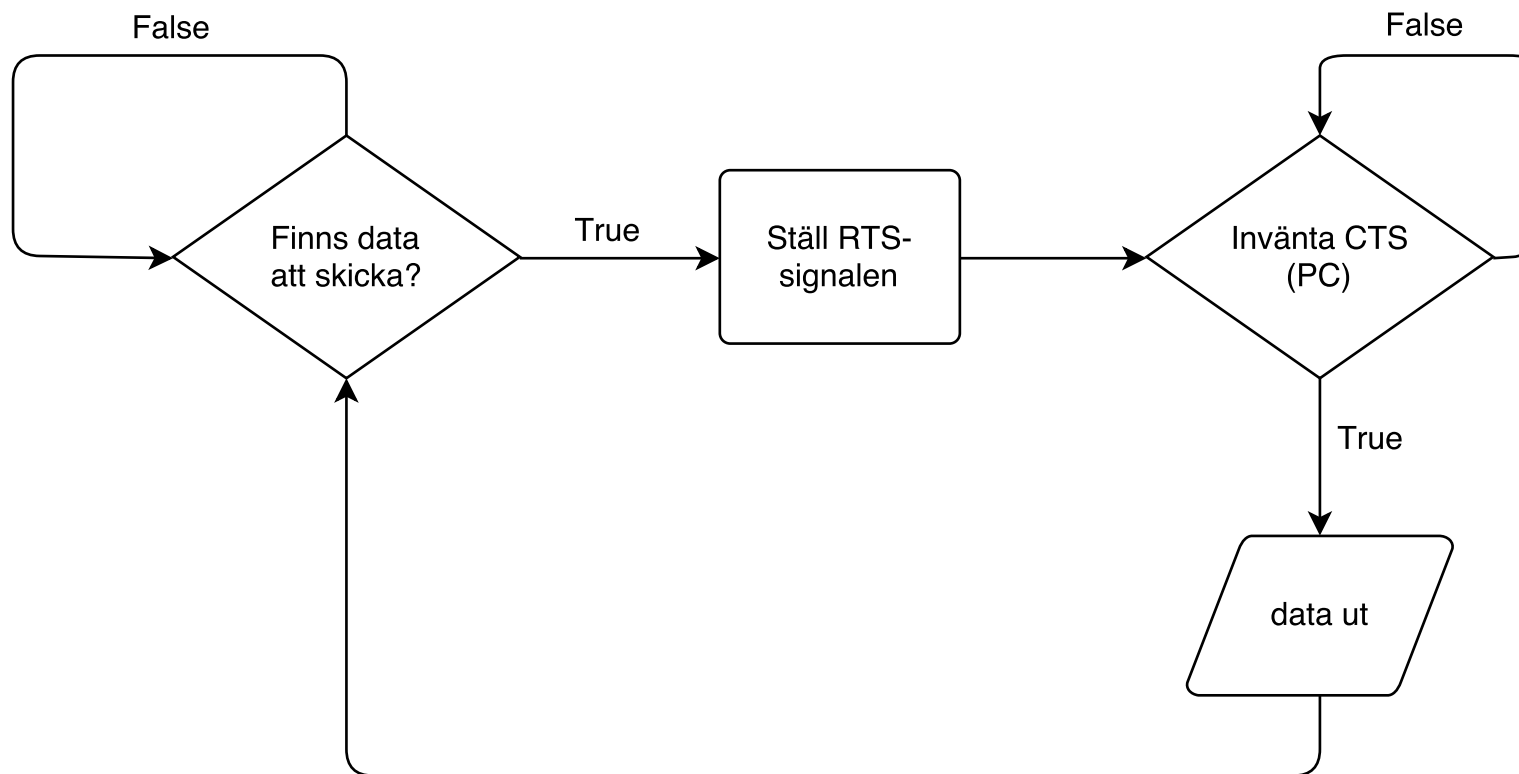 False
False
Finns data
att skicka?
True
Ställ RTS-
signalen
Invänta CTS
(PC)
True
data ut